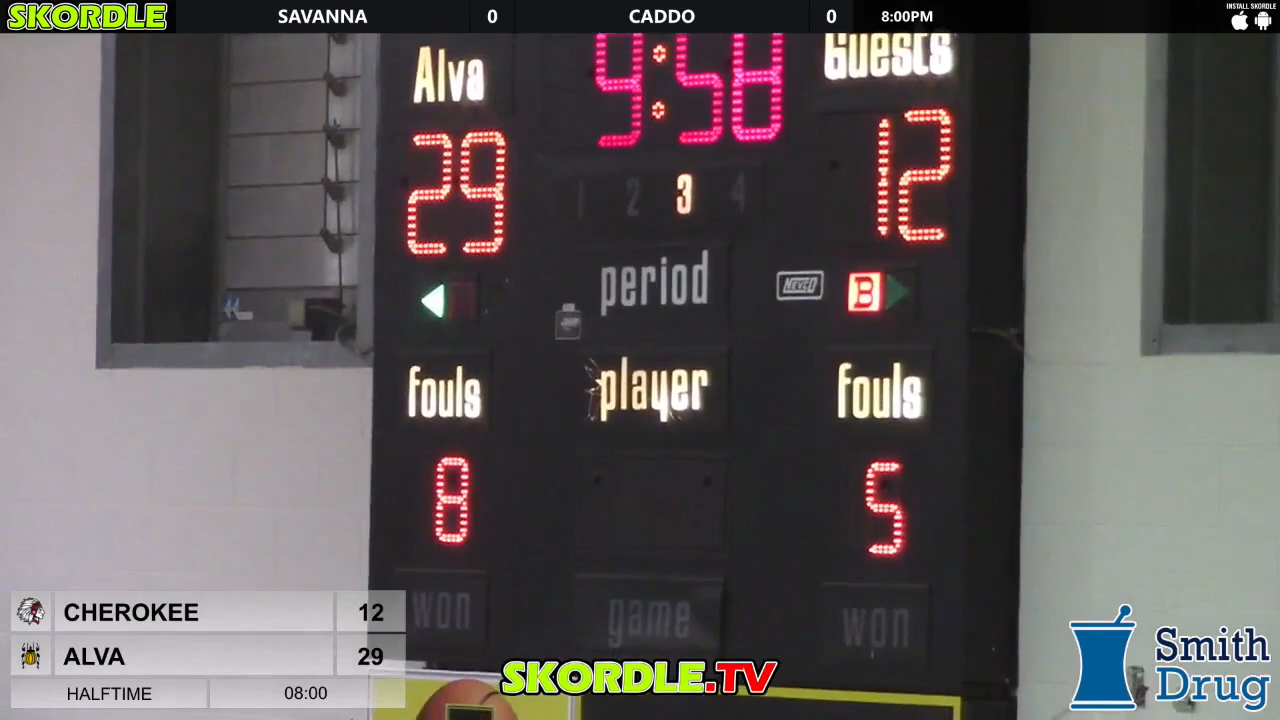 SKORDLE SAVANNA 0 CADDO 0 8:00PM INSTALL SKORDLE
Alva 9:58 Guests
29 12
1 2 3 4
period
NEVCO B
fouls player fouls
8 5
won game won
CHEROKEE 12
ALVA 29
HALFTIME 08:00
SKORDLE.TV
Smith
Drug